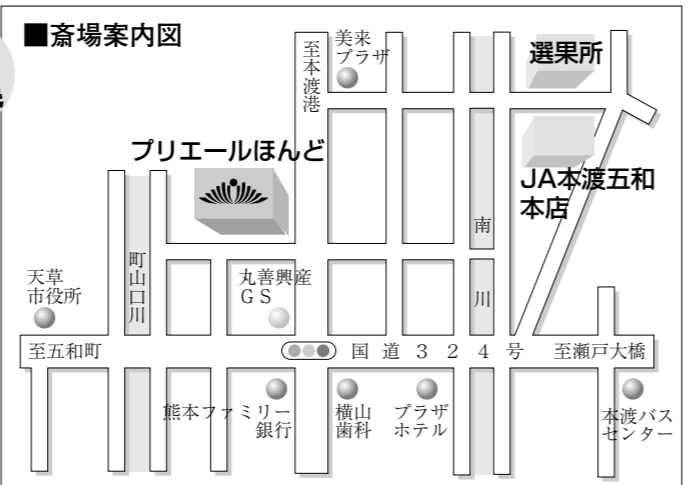 ■斎場案内図
至本渡港
美来
プラザ
選果所
プリエールほんど
JA本渡五和
本店
南川
町山口川
天草
市役所
丸善興産
GS
至五和町
国道324号
至瀬戸大橋
熊本ファミリー
銀行
横山
歯科
プラザ
ホテル
本渡バス
センター